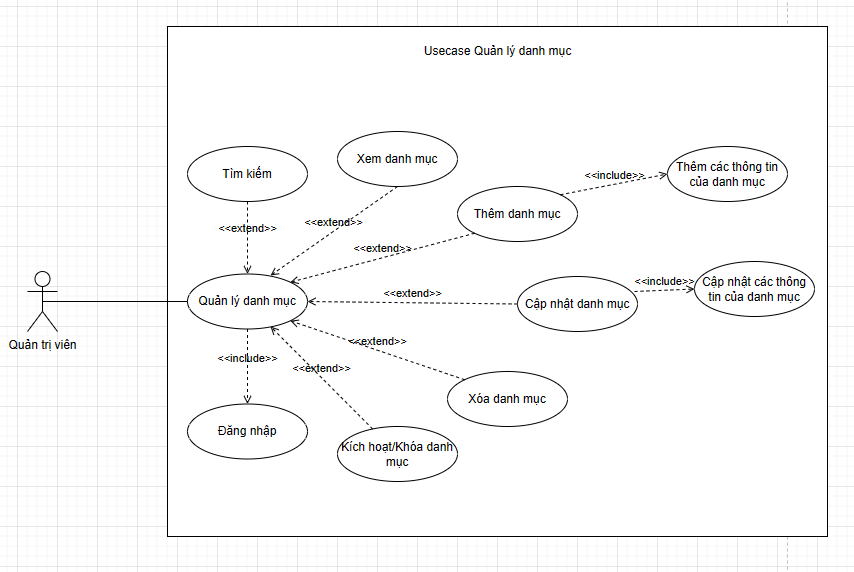 Usecase Quản lý danh mục
Xem danh mục
Tìm kiếm
Thêm các thông tin
của danh mục
<<include>>
Thêm danh mục
<<extend>>
<<extend>>
<<extend>>
Quản lý danh mục
<<extend>>
Cập nhật danh mục
<<include>>
Cập nhật các thông
tin của danh mục
Quản trị viên
<<include>>
<<extend>>
<<extend>>
Xóa danh mục
Đăng nhập
Kích hoạt/Khóa danh
mục